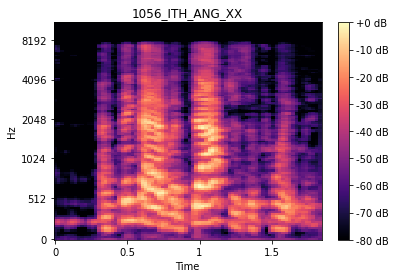 1056_ITH_ANG_XX
+0 dB
8192
-10 dB
4096
-20 dB
-30 dB
2048
Hz
-40 dB
1024
-50 dB
512
-60 dB
-70 dB
0
-80 dB
0
0.5
1
1.5
Time